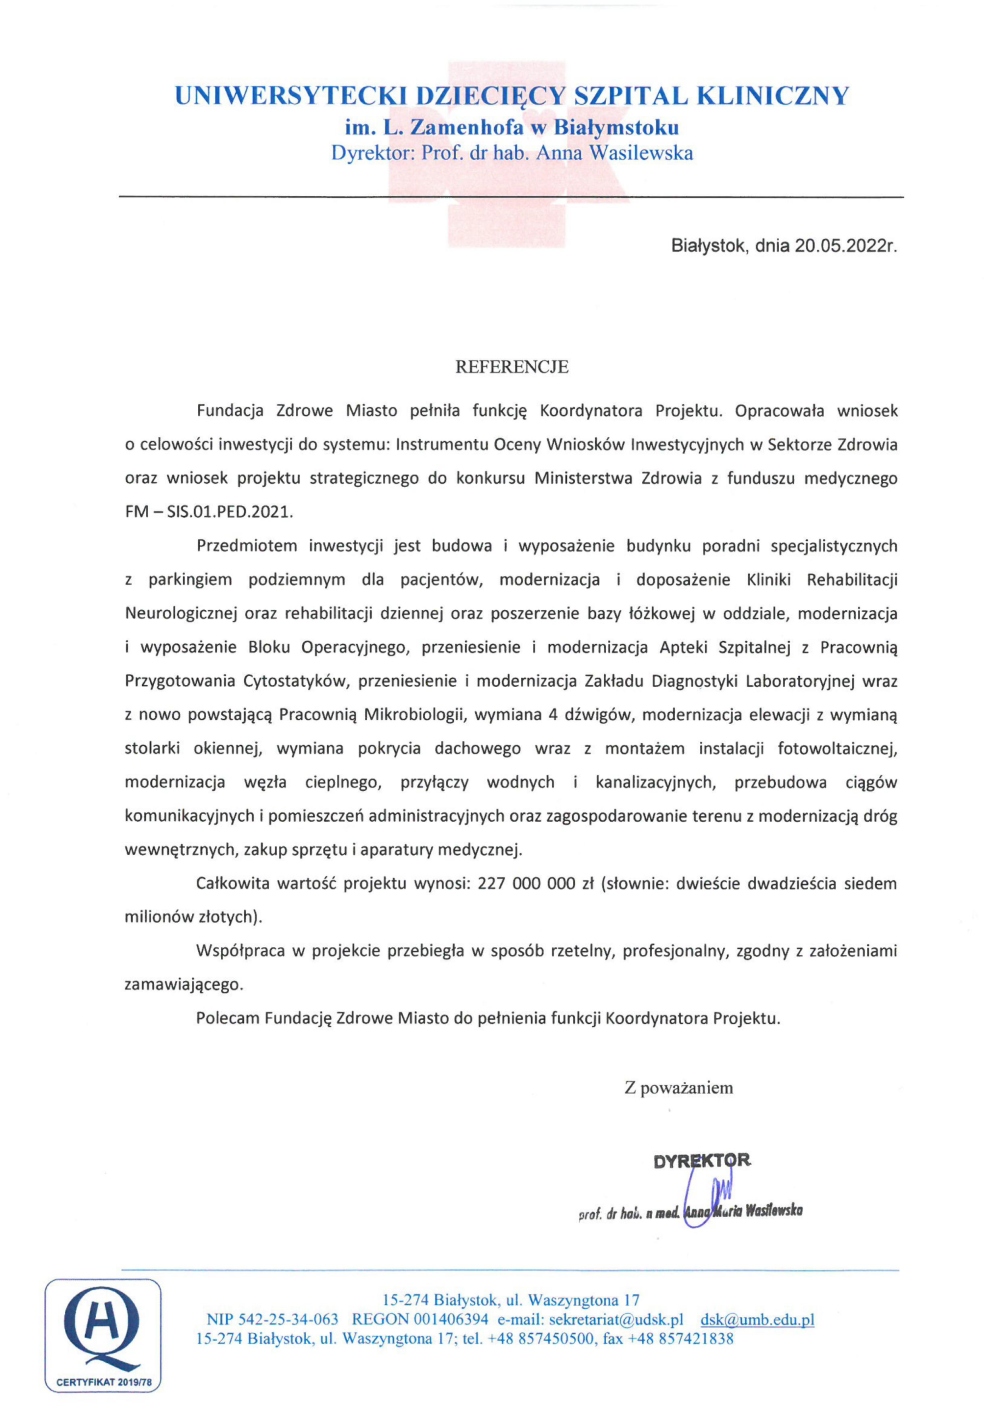 UNIWERSYTECKI DZIECIĘCY SZPITAL KLINICZNY
im. L. Zamenhofa w Białymstoku
Dyrektor: Prof. dr hab. Anna Wasilewska
Białystok, dnia 20.05.2022r.
REFERENCJE
Fundacja Zdrowe Miasto pełniła funkcję Koordynatora Projektu. Opracowała wniosek
o celowości inwestycji do systemu: Instrumentu Oceny Wniosków Inwestycyjnych w Sektorze Zdrowia
oraz wniosek projektu strategicznego do konkursu Ministerstwa Zdrowia z funduszu medycznego
FM – SIS.01.PED.2021.
Przedmiotem inwestycji jest budowa i wyposażenie budynku poradni specjalistycznych
z parkingiem podziemnym dla pacjentów, modernizacja i doposażenie Kliniki Rehabilitacji
Neurologicznej oraz rehabilitacji dziennej oraz poszerzenie bazy łóżkowej w oddziale, modernizacja
i wyposażenie Bloku Operacyjnego, przeniesienie i modernizacja Apteki Szpitalnej z Pracownią
Przygotowania Cytostatyków, przeniesienie i modernizacja Zakładu Diagnostyki Laboratoryjnej wraz
z nowo powstającą Pracownią Mikrobiologii, wymiana 4 dźwigów, modernizacja elewacji z wymianą
stolarki okiennej, wymiana pokrycia dachowego wraz z montażem instalacji fotowoltaicznej,
modernizacja węzła cieplnego, przyłączy wodnych i kanalizacyjnych, przebudowa ciągów
komunikacyjnych i pomieszczeń administracyjnych oraz zagospodarowanie terenu z modernizacją dróg
wewnętrznych, zakup sprzętu i aparatury medycznej.
Całkowita wartość projektu wynosi: 227 000 000 zł (słownie: dwieście dwadzieścia siedem
milionów złotych).
Współpraca w projekcie przebiegła w sposób rzetelny, profesjonalny, zgodny z założeniami
zamawiającego.
Polecam Fundację Zdrowe Miasto do pełnienia funkcji Koordynatora Projektu.
Z poważaniem
DYREKTOR
prof. dr hab. n med. Anna Maria Wasilewska
15-274 Białystok, ul. Waszyngtona 17
NIP 542-25-34-063 REGON 001406394 e-mail: sekretariat@udsk.pl dsk@umb.edu.pl
15-274 Białystok, ul. Waszyngtona 17; tel. +48 857450500, fax +48 857421838
CERTYFIKAT 2019/78